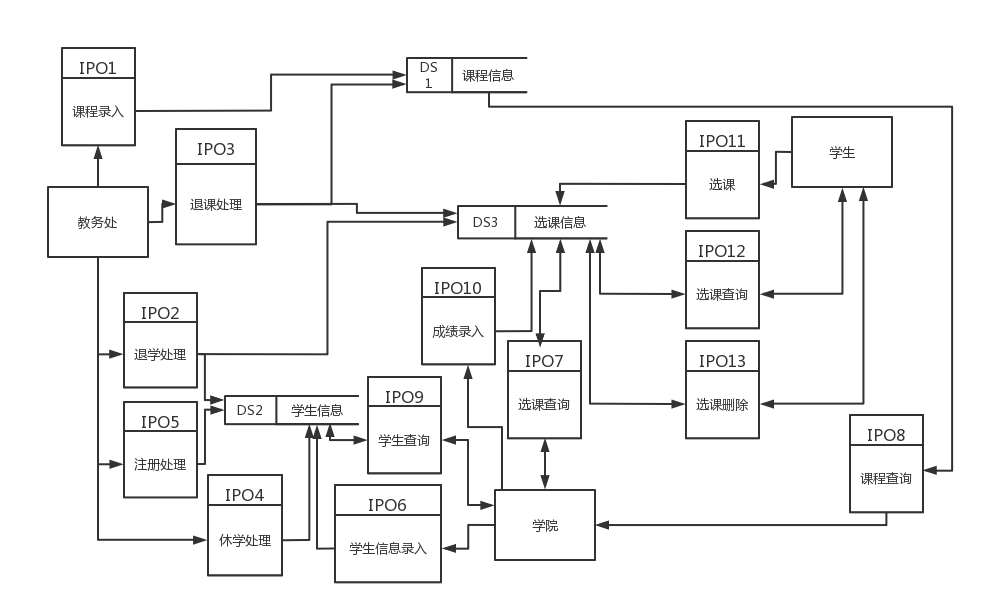 IPO1
课程录入
DS
1
课程信息
IPO3
退课处理
IPO11
选课
学生
教务处
DS3
选课信息
IPO12
选课查询
IPO10
成绩录入
IPO2
退学处理
IPO7
选课查询
IPO13
选课删除
DS2
学生信息
IPO9
学生查询
IPO5
注册处理
IPO8
课程查询
IPO4
休学处理
IPO6
学生信息录入
学院